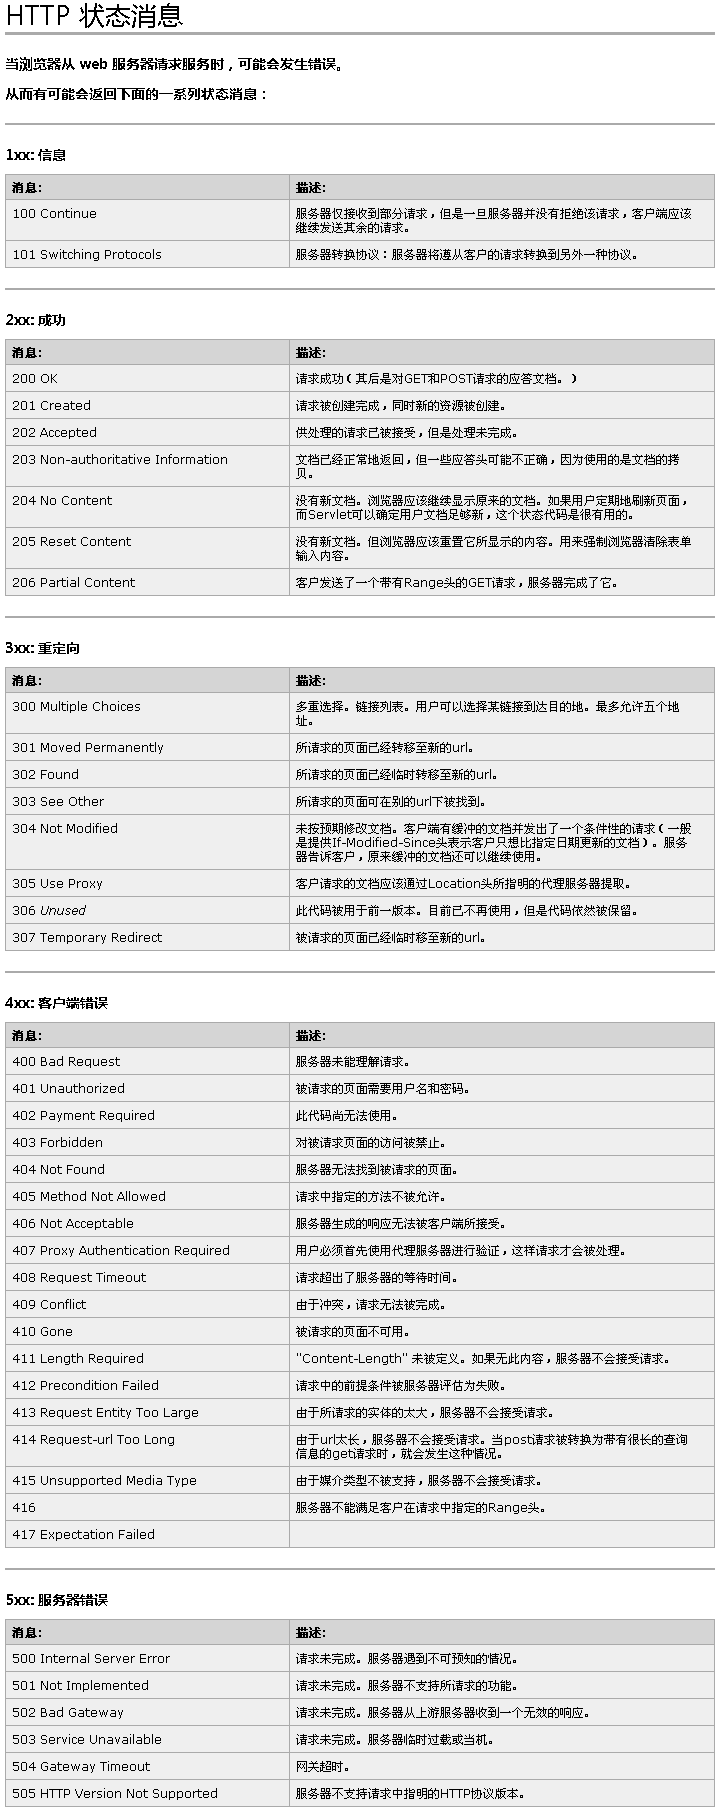 HTTP 状态消息
当浏览器从 web 服务器请求服务时，可能会发生错误。
从而有可能会返回下面的一系列状态消息：
1xx: 信息
消息: 描述:
100 Continue 服务器仅接收到部分请求，但是一旦服务器并没有拒绝该请求，客户端应该
继续发送其余的请求。
101 Switching Protocols 服务器转换协议：服务器将遵从客户的请求转换到另外一种协议。
2xx: 成功
消息: 描述:
200 OK 请求成功（其后是对GET和POST请求的应答文档。）
201 Created 请求被创建完成，同时新的资源被创建。
202 Accepted 供处理的请求已被接受，但是处理未完成。
203 Non-authoritative Information 文档已经正常地返回，但一些应答头可能不正确，因为使用的是文档的拷
贝。
204 No Content 没有新文档。浏览器应该继续显示原来的文档。如果用户定期地刷新页面，
而Servlet可以确定用户文档足够新，这个状态代码是很有用的。
205 Reset Content 没有新文档。但浏览器应该重置它所显示的内容。用来强制浏览器清除表单
输入内容。
206 Partial Content 客户发送了一个带有Range头的GET请求，服务器完成了它。
3xx: 重定向
消息: 描述:
300 Multiple Choices 多重选择。链接列表。用户可以选择某链接到达目的地。最多允许五个地
址。
301 Moved Permanently 所请求的页面已经转移至新的url。
302 Found 所请求的页面已经临时转移至新的url。
303 See Other 所请求的页面可在别的url下被找到。
304 Not Modified 未按预期修改文档。客户端有缓冲的文档并发出了一个条件性的请求（一般
是提供If-Modified-Since头表示客户只想比指定日期更新的文档）。服务
器告诉客户，原来缓冲的文档还可以继续使用。
305 Use Proxy 客户请求的文档应该通过Location头所指明的代理服务器提取。
306 Unused 此代码被用于前一版本。目前已不再使用，但是代码依然被保留。
307 Temporary Redirect 被请求的页面已经临时移至新的url。
4xx: 客户端错误
消息: 描述:
400 Bad Request 服务器未能理解请求。
401 Unauthorized 被请求的页面需要用户名和密码。
402 Payment Required 此代码尚无法使用。
403 Forbidden 对被请求页面的访问被禁止。
404 Not Found 服务器无法找到被请求的页面。
405 Method Not Allowed 请求中指定的方法不被允许。
406 Not Acceptable 服务器生成的响应无法被客户端所接受。
407 Proxy Authentication Required 用户必须首先使用代理服务器进行验证，这样请求才会被处理。
408 Request Timeout 请求超出了服务器的等待时间。
409 Conflict 由于冲突，请求无法被完成。
410 Gone 被请求的页面不可用。
411 Length Required "Content-Length" 未被定义。如果无此内容，服务器不会接受请求。
412 Precondition Failed 请求中的前提条件被服务器评估为失败。
413 Request Entity Too Large 由于所请求的实体的太大，服务器不会接受请求。
414 Request-url Too Long 由于url太长，服务器不会接受请求。当post请求被转换为带有很长的查询
信息的get请求时，就会发生这种情况。
415 Unsupported Media Type 由于媒介类型不被支持，服务器不会接受请求。
416 服务器不能满足客户在请求中指定的Range头。
417 Expectation Failed
5xx: 服务器错误
消息: 描述:
500 Internal Server Error 请求未完成。服务器遇到不可预知的情况。
501 Not Implemented 请求未完成。服务器不支持所请求的功能。
502 Bad Gateway 请求未完成。服务器从上游服务器收到一个无效的响应。
503 Service Unavailable 请求未完成。服务器临时过载或当机。
504 Gateway Timeout 网关超时。
505 HTTP Version Not Supported 服务器不支持请求中指明的HTTP协议版本。